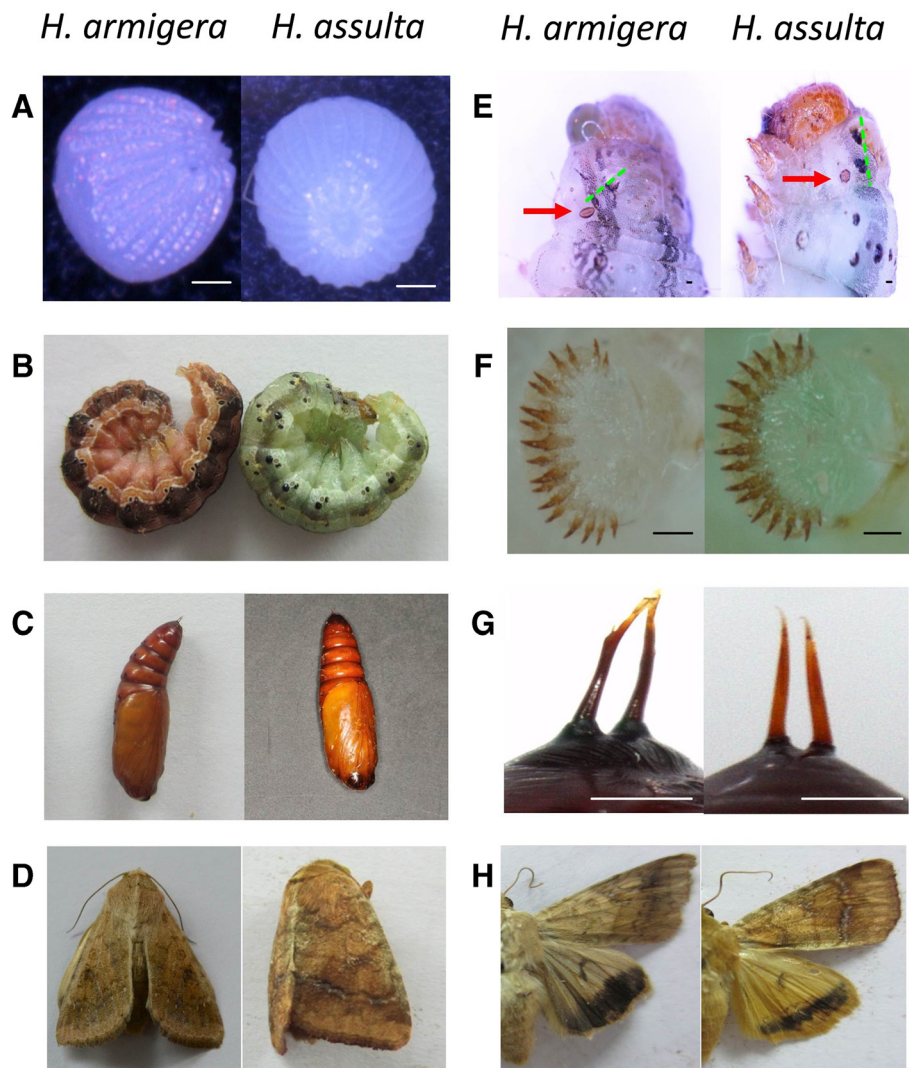 H. armigera H. assulta H. armigera H. assulta
A E
B F
C G
D H